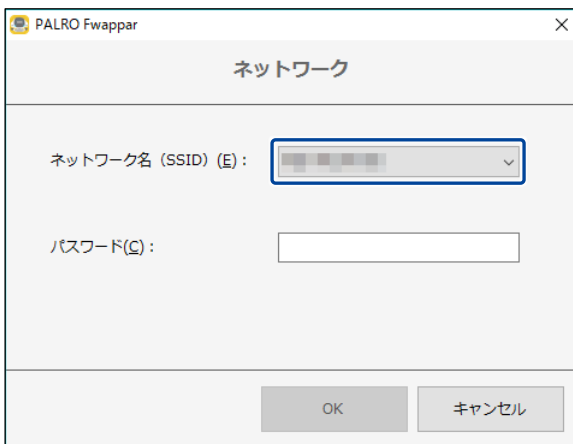 PALRO Fwappar
ネットワーク
ネットワーク名（SSID）(E)：
パスワード(C)：
OK
キャンセル